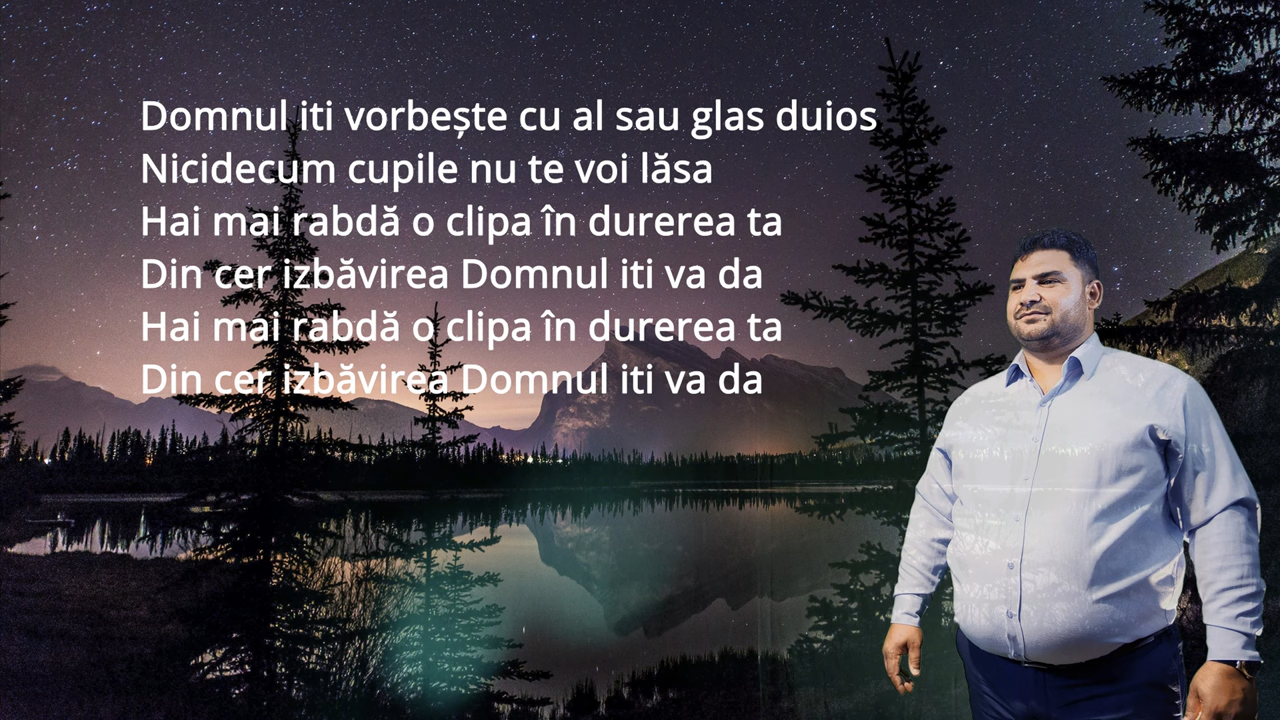 Domnul iti vorbește cu al sau glas duios
Nicidecum cupile nu te voi lăsa
Hai mai rabdă o clipa în durerea ta
Din cer izbăvirea Domnul iti va da
Hai mai rabdă o clipa în durerea ta
Din cer izbăvirea Domnul iti va da